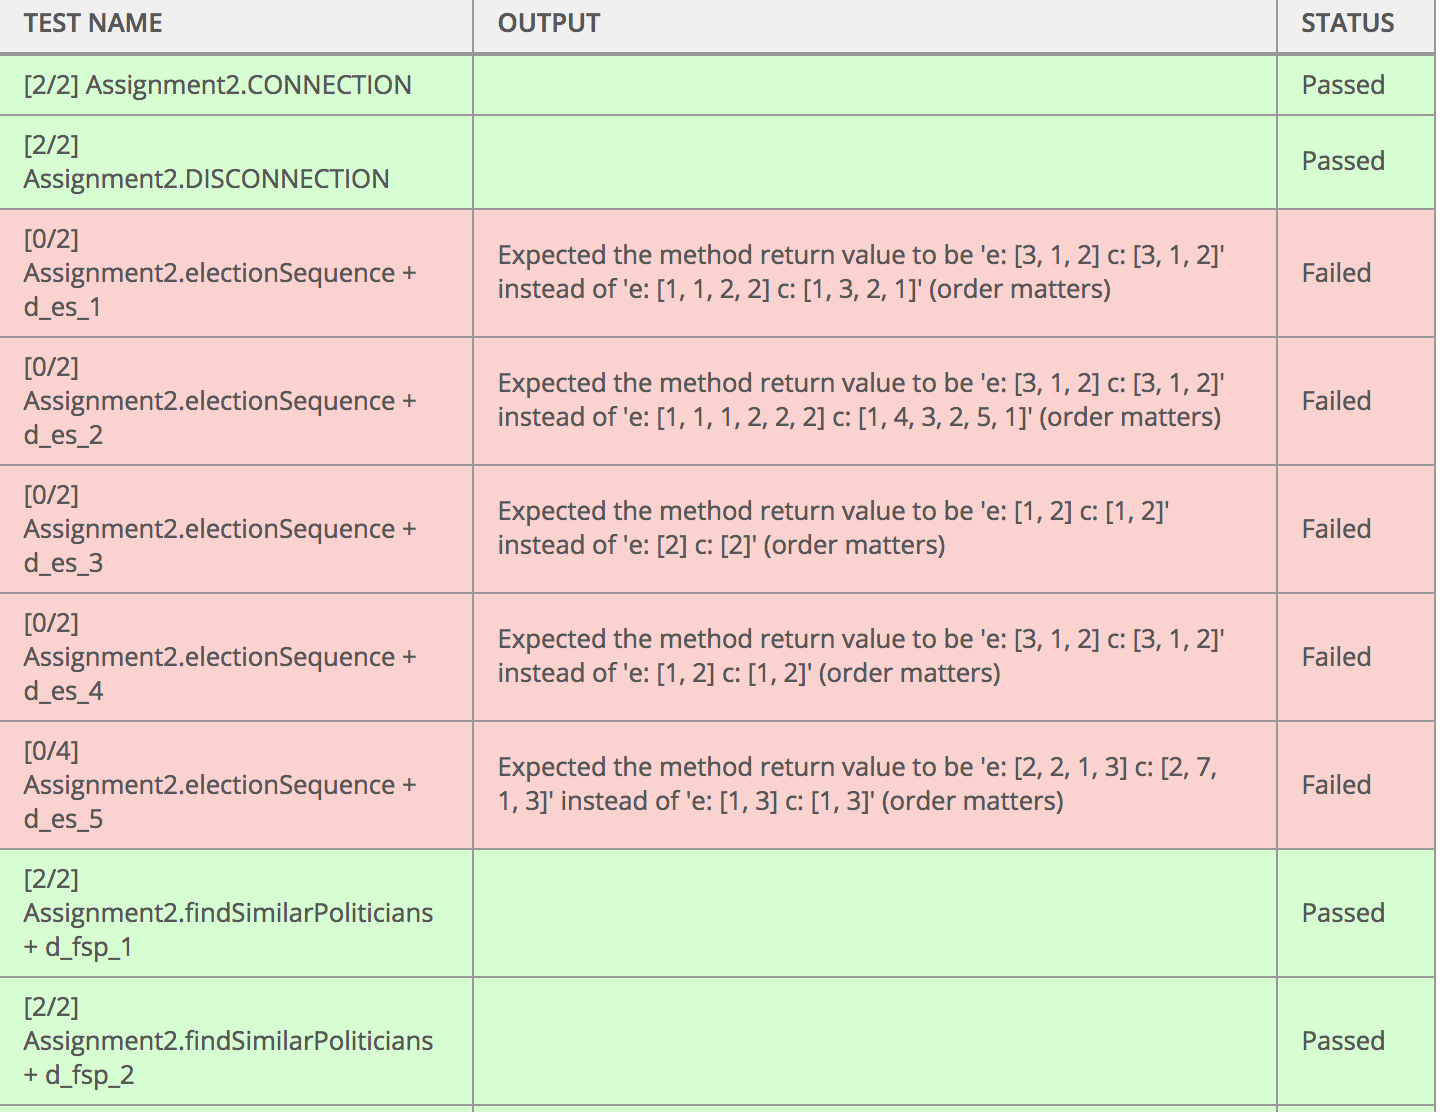 TEST NAME OUTPUT STATUS
[2/2] Assignment2.CONNECTION Passed
[2/2]
Assignment2.DISCONNECTION
Passed
[0/2]
Assignment2.electionSequence +
d_es_1
Expected the method return value to be 'e: [3, 1, 2] c: [3, 1, 2]'
instead of 'e: [1, 1, 2, 2] c: [1, 3, 2, 1]' (order matters)
Failed
[0/2]
Assignment2.electionSequence +
d_es_2
Expected the method return value to be 'e: [3, 1, 2] c: [3, 1, 2]'
instead of 'e: [1, 1, 1, 2, 2, 2] c: [1, 4, 3, 2, 5, 1]' (order matters)
Failed
[0/2]
Assignment2.electionSequence +
d_es_3
Expected the method return value to be 'e: [1, 2] c: [1, 2]'
instead of 'e: [2] c: [2]' (order matters)
Failed
[0/2]
Assignment2.electionSequence +
d_es_4
Expected the method return value to be 'e: [3, 1, 2] c: [3, 1, 2]'
instead of 'e: [1, 2] c: [1, 2]' (order matters)
Failed
[0/4]
Assignment2.electionSequence +
d_es_5
Expected the method return value to be 'e: [2, 2, 1, 3] c: [2, 7,
1, 3]' instead of 'e: [1, 3] c: [1, 3]' (order matters)
Failed
[2/2]
Assignment2.findSimilarPoliticians
+ d_fsp_1
Passed
[2/2]
Assignment2.findSimilarPoliticians
+ d_fsp_2
Passed